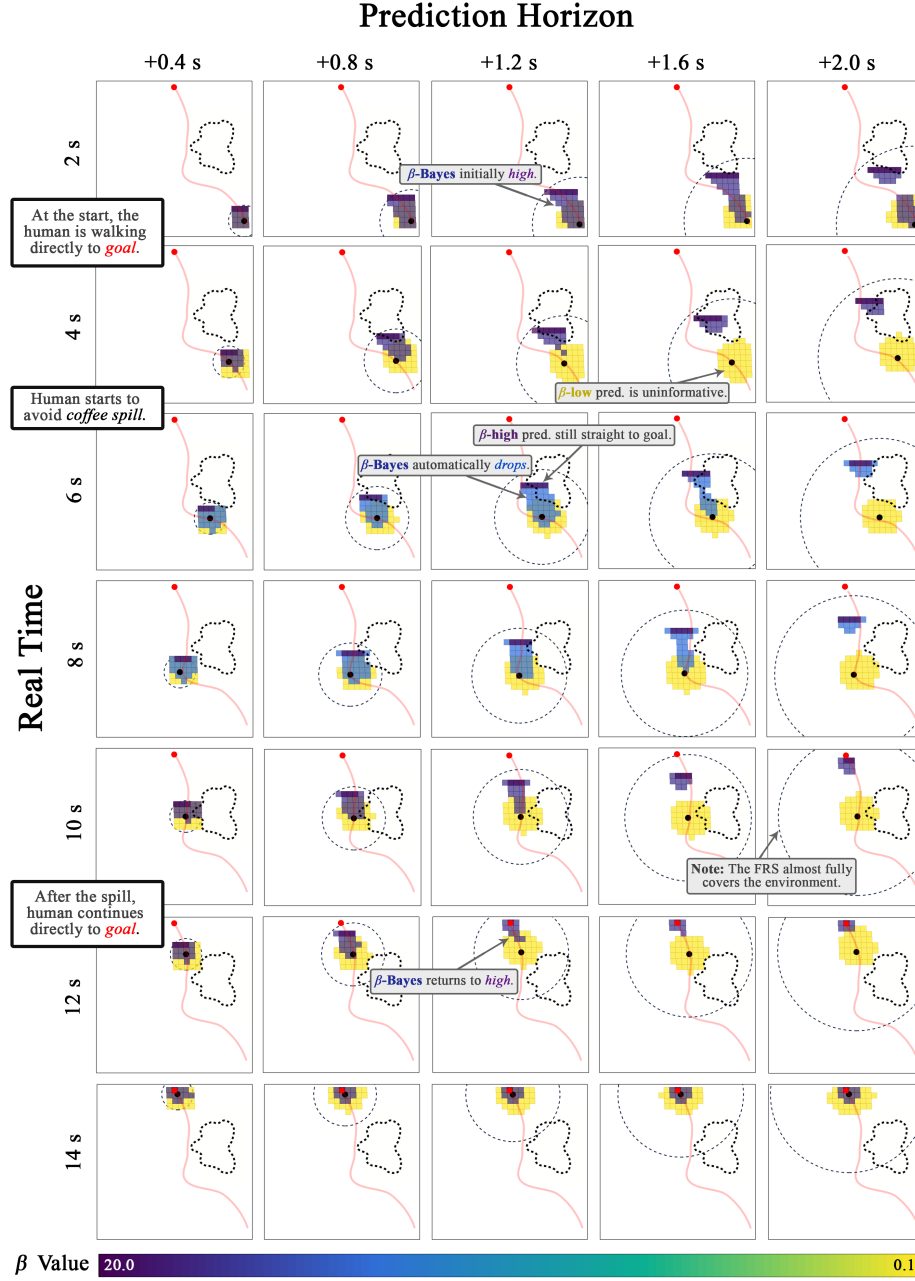 Prediction Horizon
+0.4 s
+0.8 s
+1.2 s
+1.6 s
+2.0 s
2 s
β-Bayes initially high.
At the start, the
human is walking
directly to goal.
4 s
β-low pred. is uninformative.
Human starts to
avoid coffee spill.
β-high pred. still straight to goal.
β-Bayes automatically drops.
6 s
Real Time
8 s
10 s
Note: The FRS almost fully
covers the environment.
After the spill,
human continues
directly to goal.
12 s
β-Bayes returns to high.
14 s
β Value
20.0
0.1